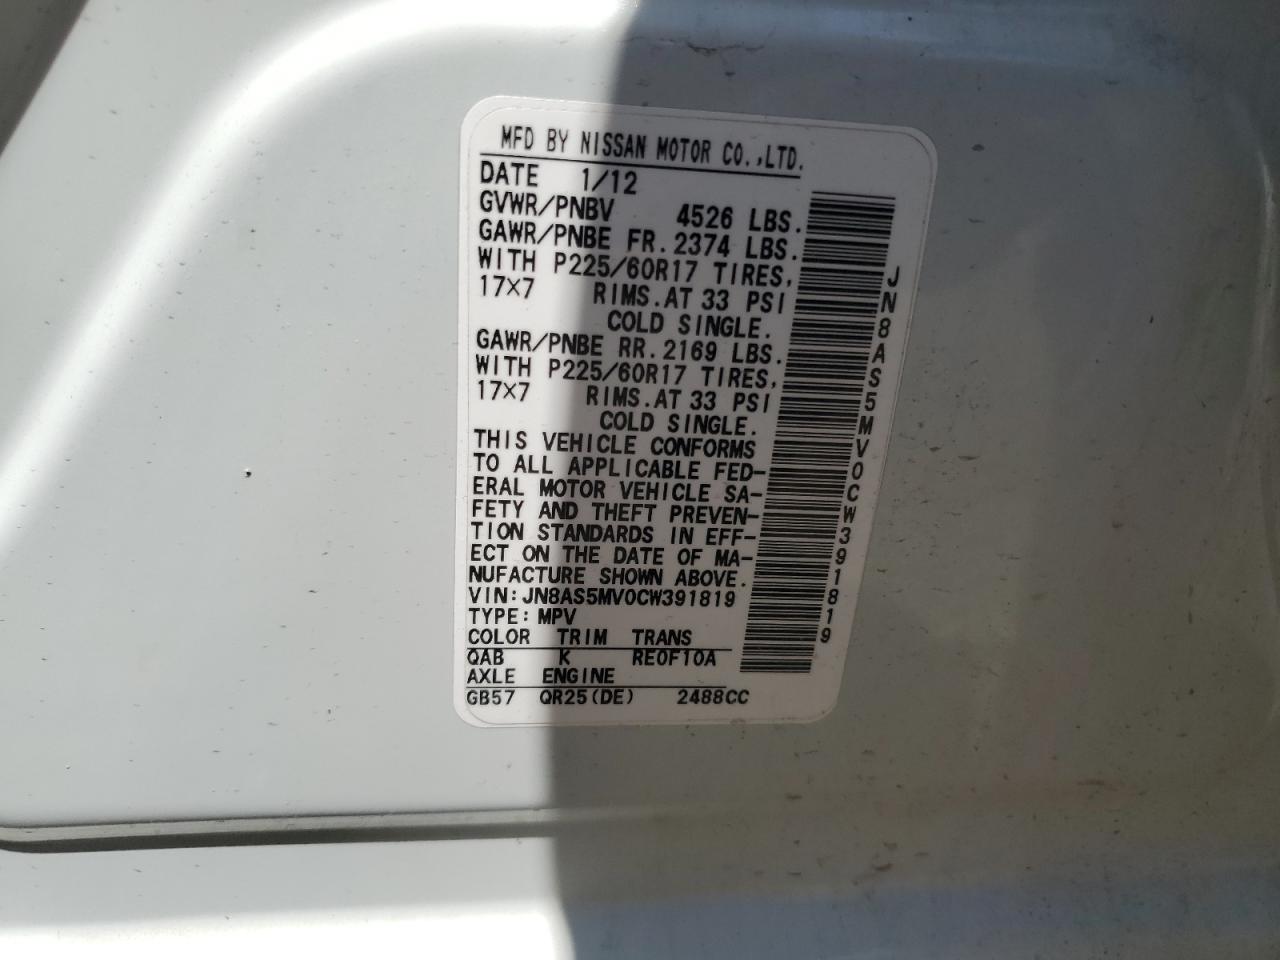 MFD BY NISSAN MOTOR CO.,LTD.
DATE 1/12
GVWR/PNBV 4526 LBS.
GAWR/PNBE FR. 2374 LBS.
WITH P225/60R17 TIRES,
17×7 RIMS. AT 33 PSI
COLD SINGLE.
GAWR/PNBE RR. 2169 LBS.
WITH P225/60R17 TIRES,
17×7 RIMS. AT 33 PSI
COLD SINGLE.
THIS VEHICLE CONFORMS
TO ALL APPLICABLE FED-
ERAL MOTOR VEHICLE SA-
FETY AND THEFT PREVEN-
TION STANDARDS IN EFF-
ECT ON THE DATE OF MA-
NUFACTURE SHOWN ABOVE.
VIN: JN8AS5MV0CW391819
TYPE: MPV
COLOR TRIM TRANS
QAB K RE0F10A
AXLE ENGINE
GB57 QR25(DE) 2488CC
JN8AS5MV0CW391819